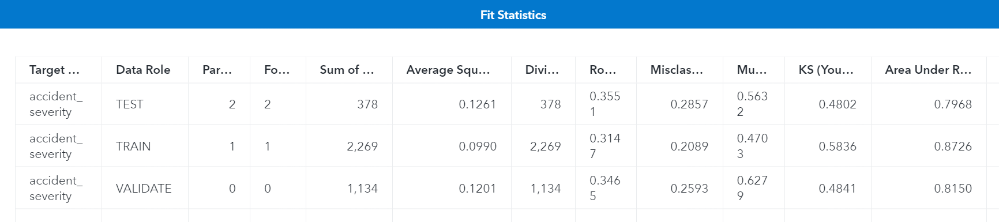 Fit Statistics
Target ... Data Role Par... Fo... Sum of ... Average Squ... Divi... Ro... Misclas... Mu... KS (You... Area Under R...
accident_
severity TEST 2 2 378 0.1261 378 0.355
1 0.2857 0.563
2 0.4802 0.7968
accident_
severity TRAIN 1 1 2,269 0.0990 2,269 0.314
7 0.2089 0.470
3 0.5836 0.8726
accident_
severity VALIDATE 0 0 1,134 0.1201 1,134 0.346
5 0.2593 0.627
9 0.4841 0.8150